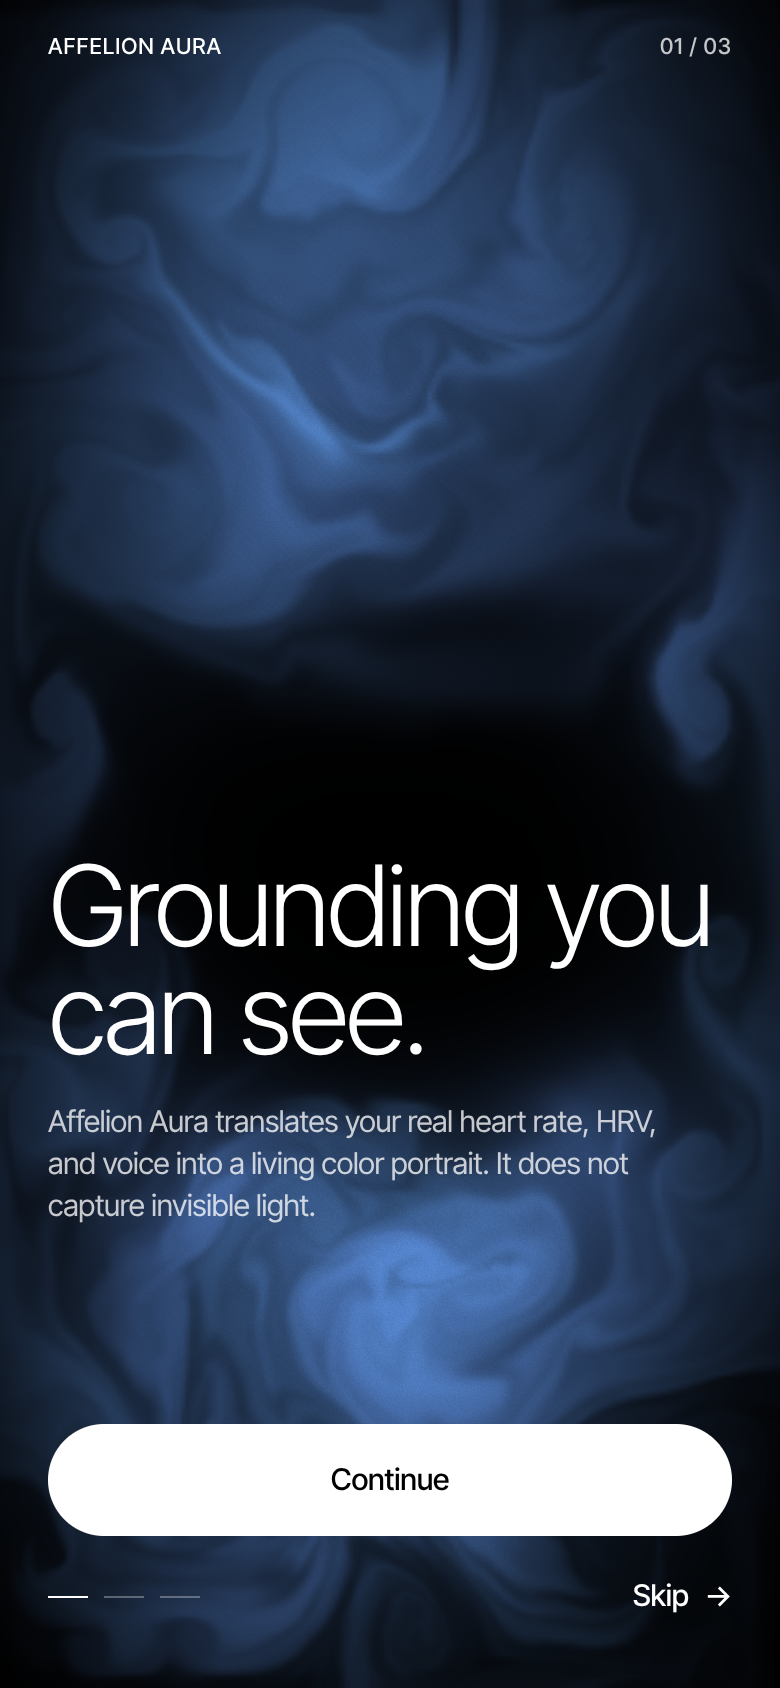 AFFELION AURA
01 / 03
Grounding you
can see.
Affelion Aura translates your real heart rate, HRV,
and voice into a living color portrait. It does not
capture invisible light.
Continue
Skip →